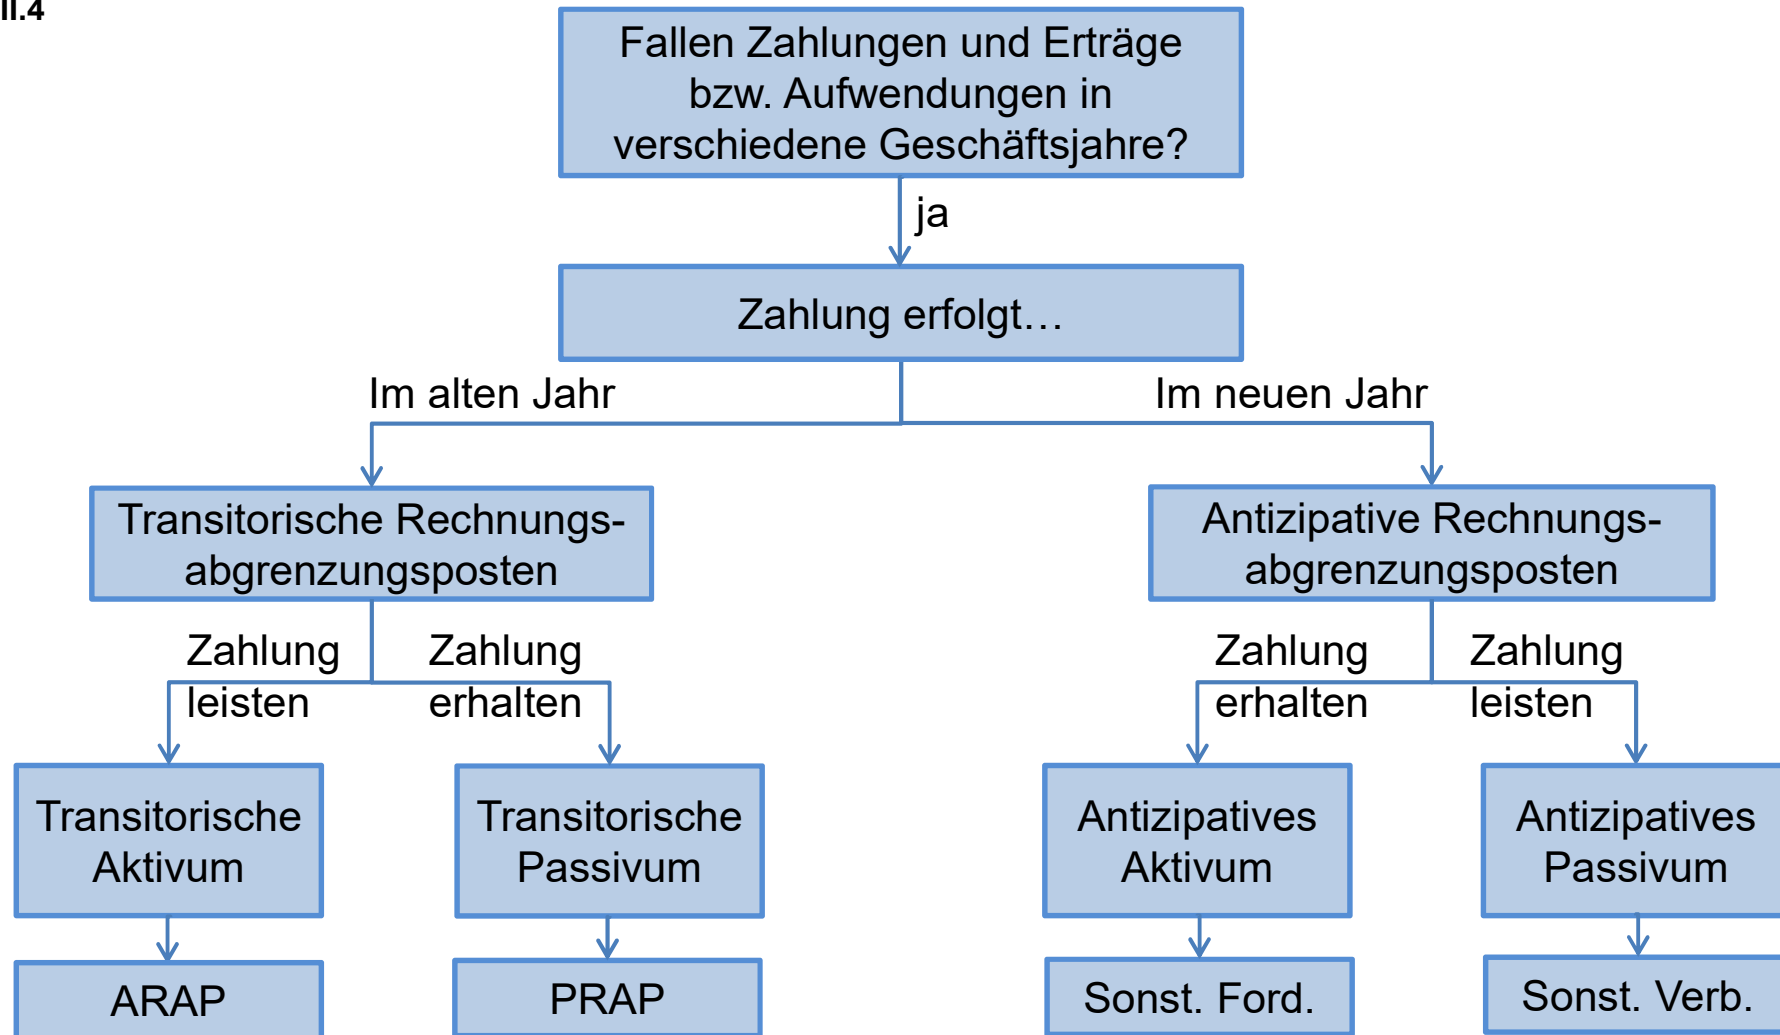 II.4
Fallen Zahlungen und Erträge
bzw. Aufwendungen in
verschiedene Geschäftsjahre?
ja
Zahlung erfolgt…
Im alten Jahr
Im neuen Jahr
Transitorische Rechnungs-
abgrenzungsposten
Antizipative Rechnungs-
abgrenzungsposten
Zahlung
leisten
Zahlung
erhalten
Zahlung
erhalten
Zahlung
leisten
Transitorische
Aktivum
Transitorische
Passivum
Antizipatives
Aktivum
Antizipatives
Passivum
ARAP
PRAP
Sonst. Ford.
Sonst. Verb.